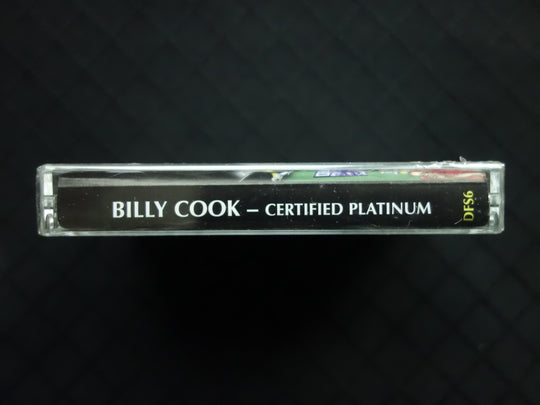 BILLY COOK – CERTIFIED PLATINUM
DFS6